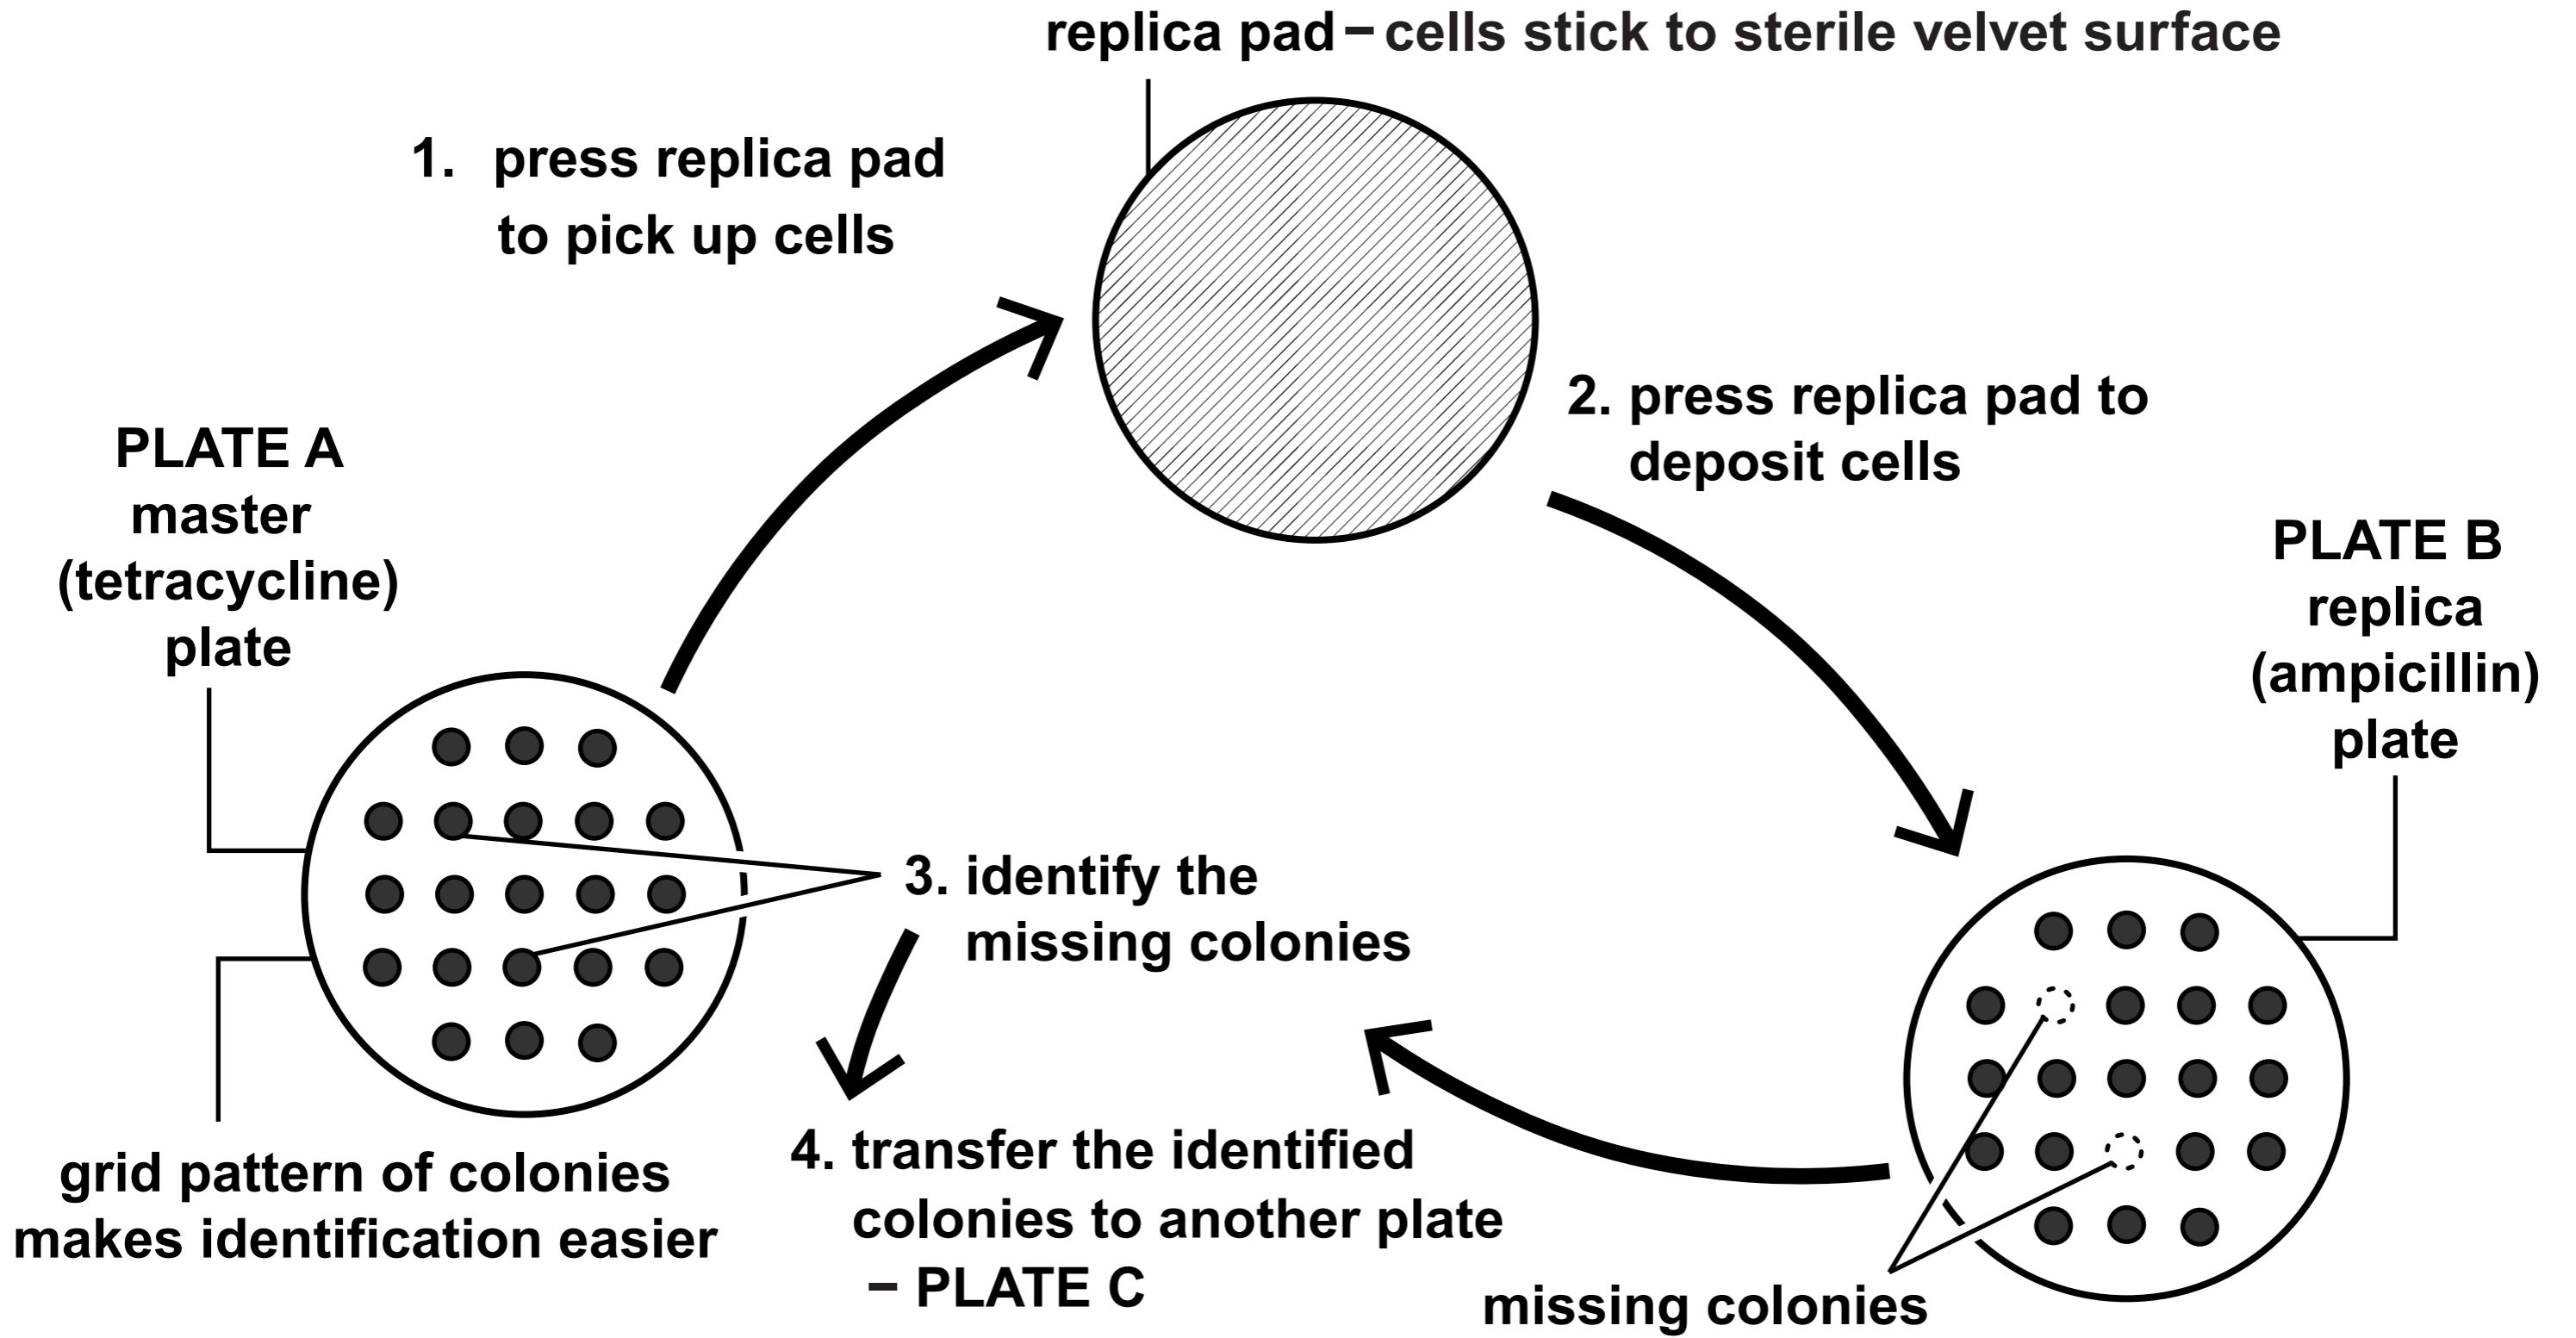 replica pad – cells stick to sterile velvet surface
1. press replica pad
to pick up cells
2. press replica pad to
deposit cells
PLATE A
master
(tetracycline)
plate
PLATE B
replica
(ampicillin)
plate
3. identify the
missing colonies
4. transfer the identified
colonies to another plate
– PLATE C
grid pattern of colonies
makes identification easier
missing colonies